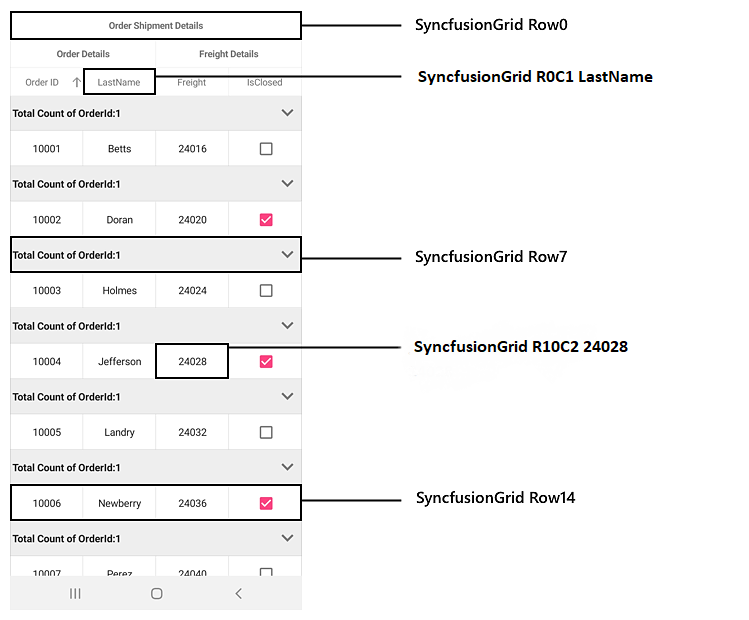 Order Shipment Details SyncfusionGrid Row0
Order Details Freight Details
Order ID LastName Freight IsClosed SyncfusionGrid R0C1 LastName
Total Count of OrderId:1
10001 Betts 24016
Total Count of OrderId:1
10002 Doran 24020
Total Count of OrderId:1 SyncfusionGrid Row7
10003 Holmes 24024
Total Count of OrderId:1
10004 Jefferson 24028 SyncfusionGrid R10C2 24028
Total Count of OrderId:1
10005 Landry 24032
Total Count of OrderId:1
10006 Newberry 24036 SyncfusionGrid Row14
Total Count of OrderId:1
10007 Perez 24040